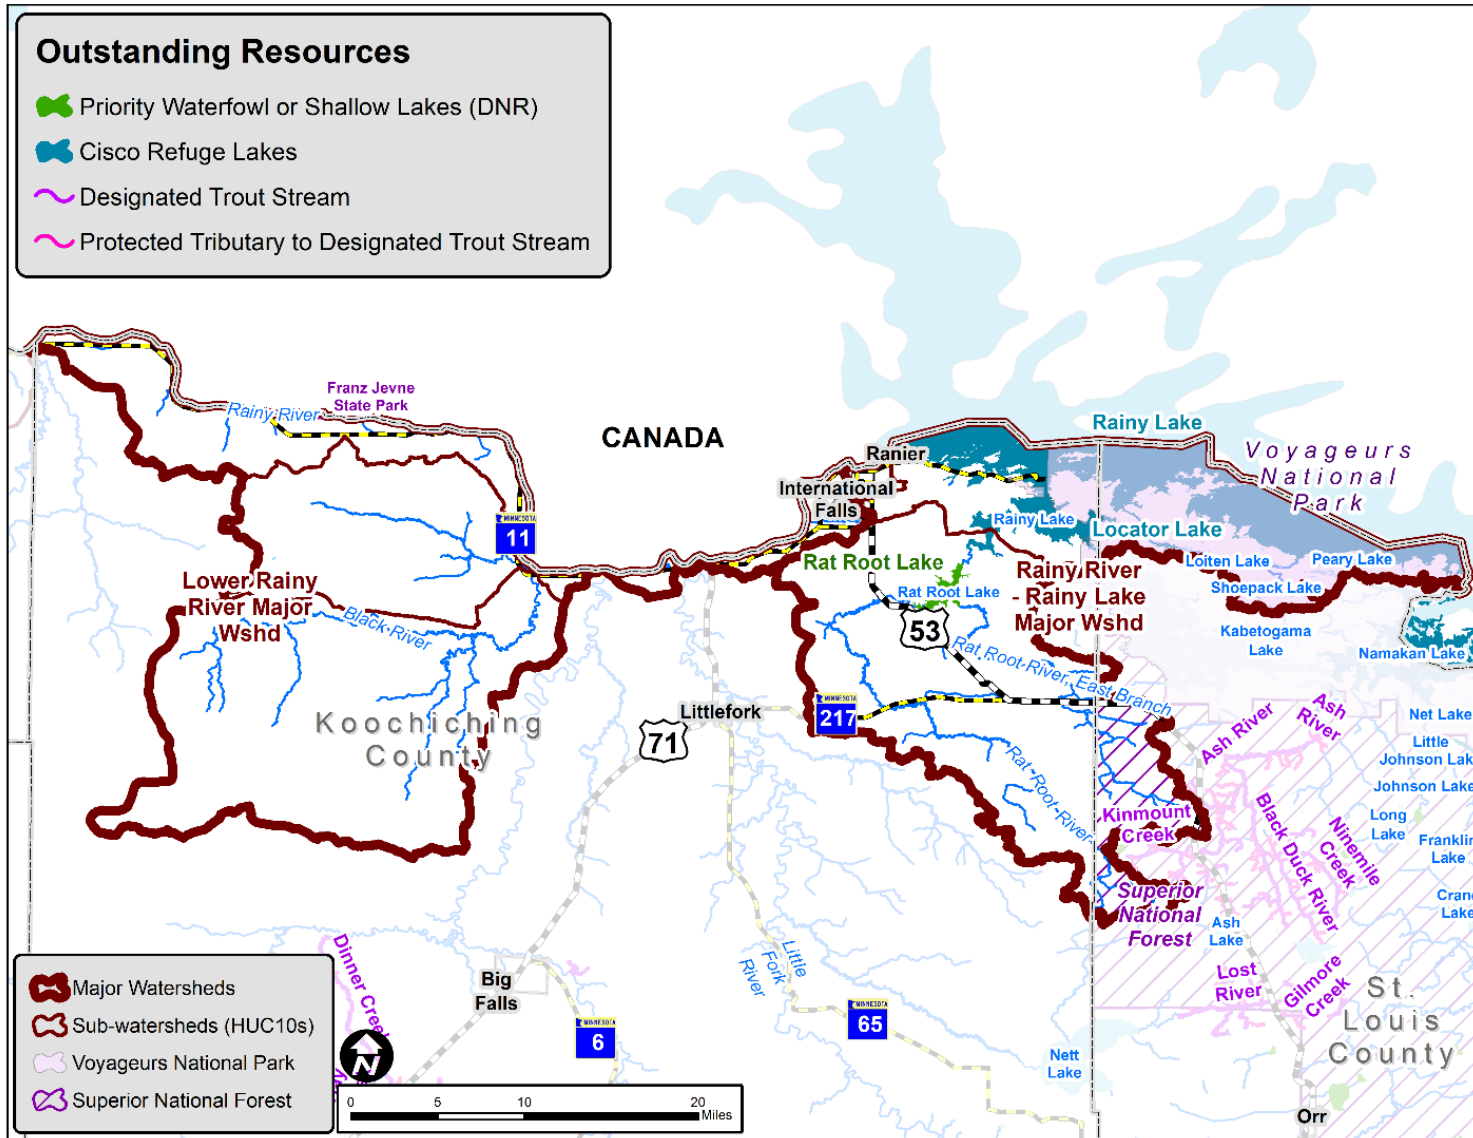 Outstanding Resources
Priority Waterfowl or Shallow Lakes (DNR)
Cisco Refuge Lakes
Designated Trout Stream
Protected Tributary to Designated Trout Stream
Franz Jevne
State Park
Rainy River
CANADA
Rainy Lake
Voyageurs
National
Park
Ranier
International
Falls
Rainy Lake
Locator Lake
MINNESOTA
11
Rat Root Lake
Rat Root Lake
Rainy River
- Rainy Lake
Major Wshd
Loiten Lake
Peary Lake
Shoepack Lake
Kabetogama
Lake
Namakan Lake
Lower Rainy
River Major
Wshd
Black River
53
Rat Root River, East Branch
Koochiching
County
Littlefork
71
MINNESOTA
217
Rat-Root-River
Ash River
Ash
River
Net Lake
Little
Johnson Lak
Johnson Lake
Long
Lake
Franklin
Lake
Crane
Lake
Kinmount
Creek
Black Duck River
Ninemile
Creek
Superior
National
Forest
Ash
Lake
Lost
River
Gilmore
Creek
St.
Louis
County
Dinner Creek
Big
Falls
Little
Fork
River
MINNESOTA
6
MINNESOTA
65
Nett
Lake
Orr
Major Watersheds
Sub-watersheds (HUC10s)
Voyageurs National Park
Superior National Forest
N
0 5 10 20
Miles